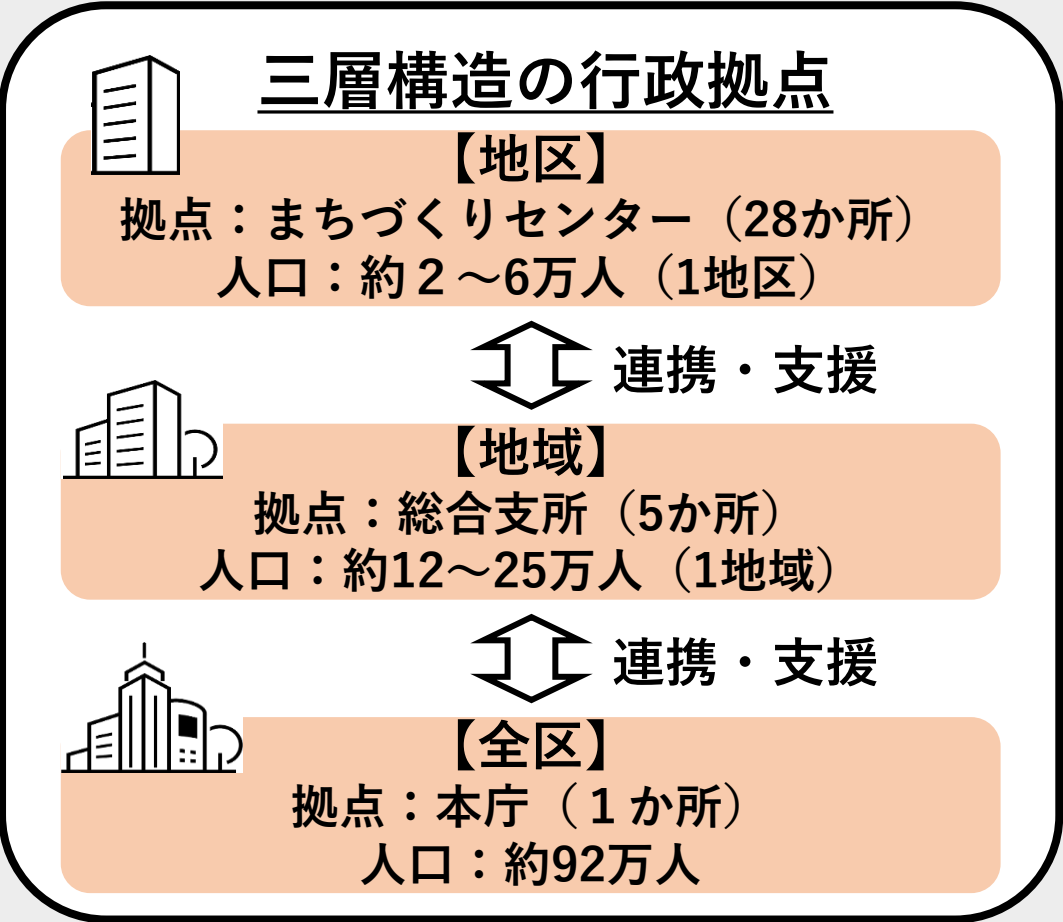 三層構造の行政拠点
【地区】
拠点：まちづくりセンター（28か所）
人口：約２～6万人（1地区）
連携・支援
【地域】
拠点：総合支所（5か所）
人口：約12～25万人（1地域）
連携・支援
【全区】
拠点：本庁（１か所）
人口：約92万人